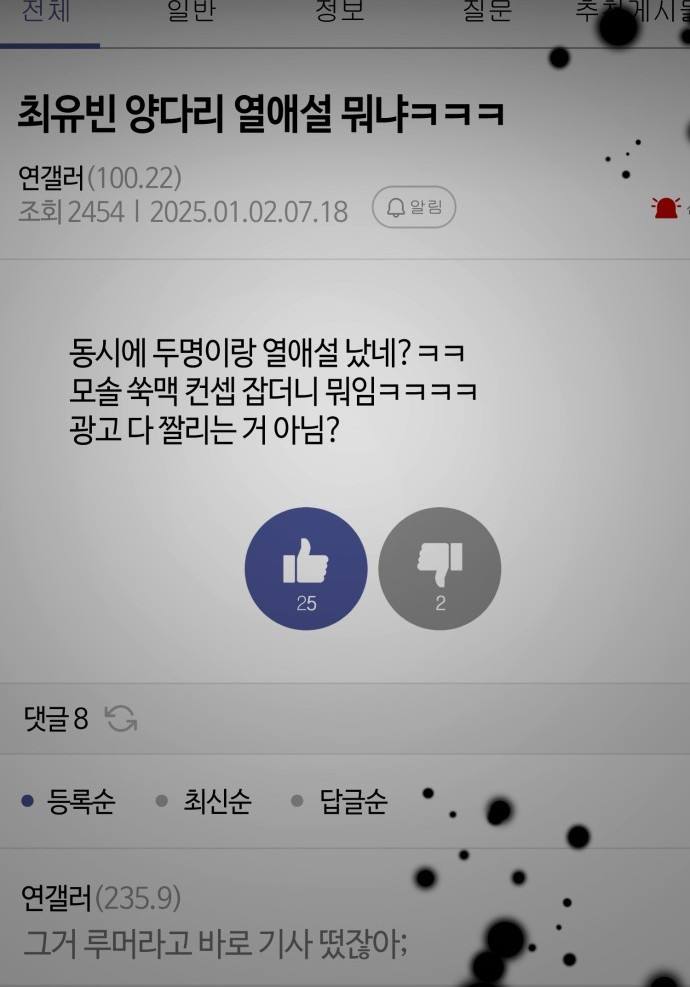 전체 일반 정보 질문
최유빈 양다리 열애설 뭐냐ㅋㅋㅋ
연갤러(100.22)
조회 2454 | 2025.01.02.07.18 알림
동시에 두명이랑 열애설 났네? ㅋㅋ
모솔 쑥맥 컨셉 잡더니 뭐임ㅋㅋㅋㅋ
광고 다 짤리는 거 아님?
25 2
댓글 8
등록순 최신순 답글순
연갤러(235.9)
그거 루머라고 바로 기사 떴잖아;